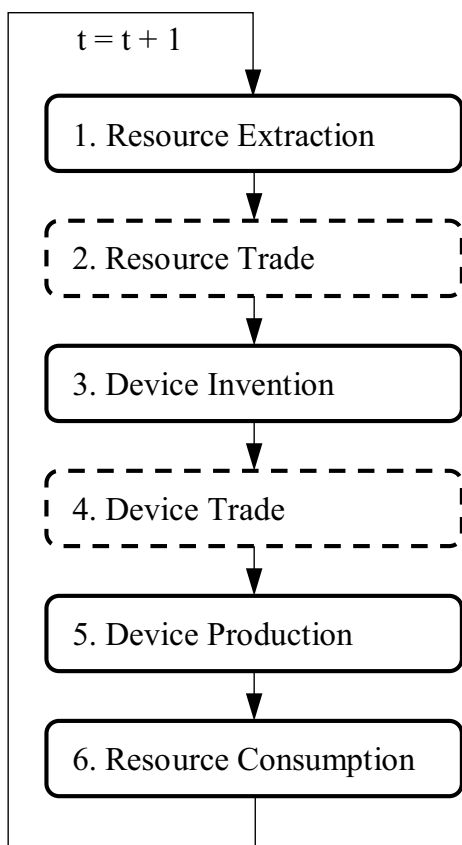 t = t + 1
1. Resource Extraction
2. Resource Trade
3. Device Invention
4. Device Trade
5. Device Production
6. Resource Consumption